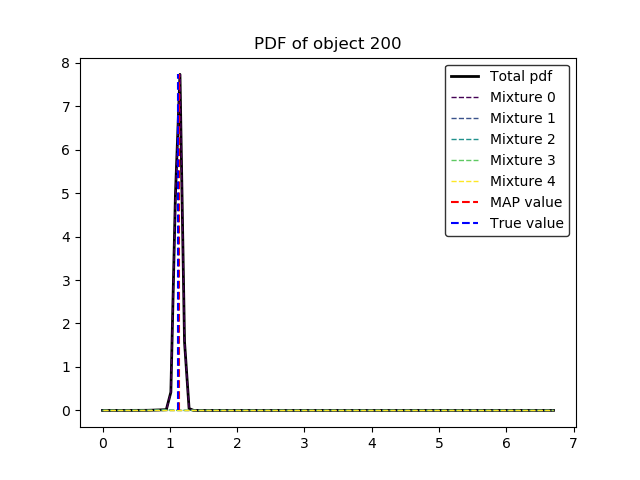 PDF of object 200
8
7
6
5
4
3
2
1
0
0 1 2 3 4 5 6 7
Total pdf
Mixture 0
Mixture 1
Mixture 2
Mixture 3
Mixture 4
MAP value
True value